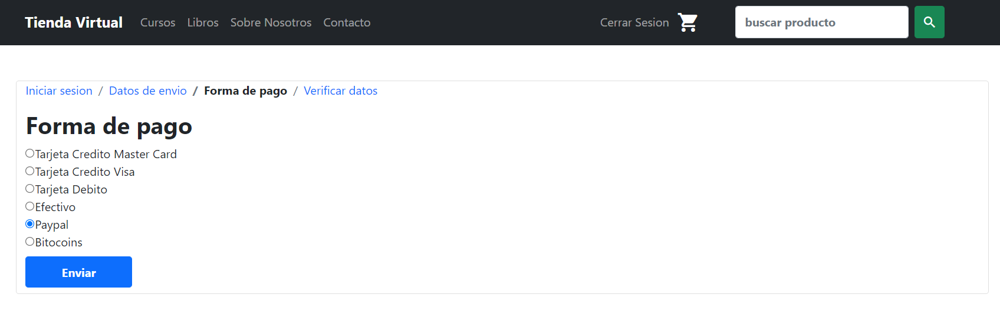 Tienda Virtual Cursos Libros Sobre Nosotros Contacto Cerrar Sesion buscar producto
Iniciar sesion / Datos de envio / Forma de pago / Verificar datos
Forma de pago
Tarjeta Credito Master Card
Tarjeta Credito Visa
Tarjeta Debito
Efectivo
Paypal
Bitocoins
Enviar